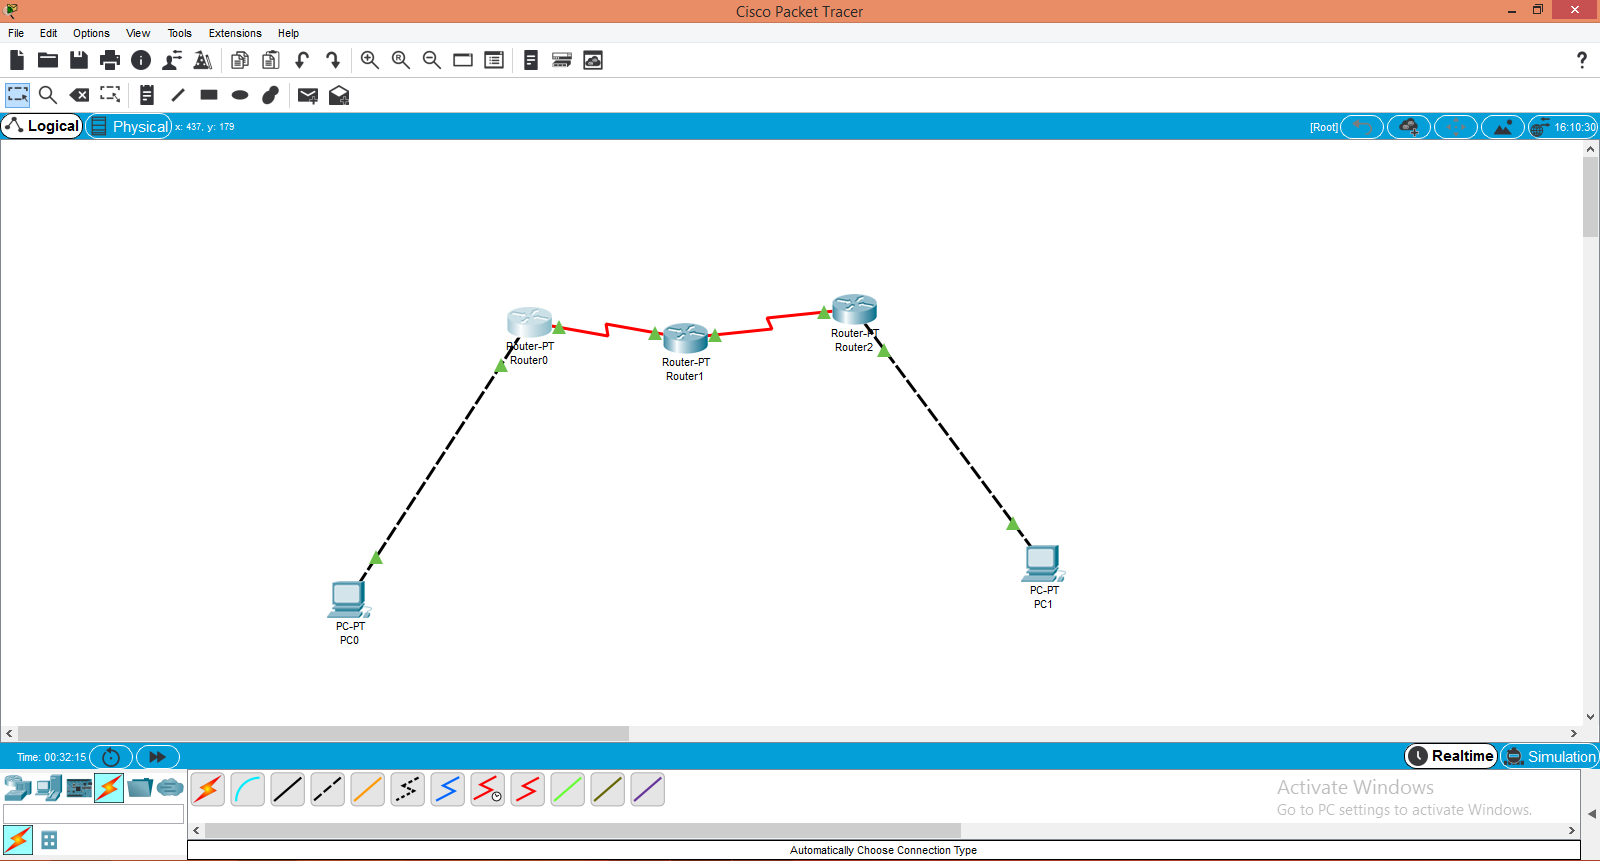 Cisco Packet Tracer
File Edit Options View Tools Extensions Help
Logical Physical x: 437, y: 179 [Root] 16:10:30
Router-PT
Router2
Router-PT
Router0
Router-PT
Router1
PC-PT
PC1
PC-PT
PC0
Time: 00:32:15 Realtime Simulation
Activate Windows
Go to PC settings to activate Windows.
Automatically Choose Connection Type